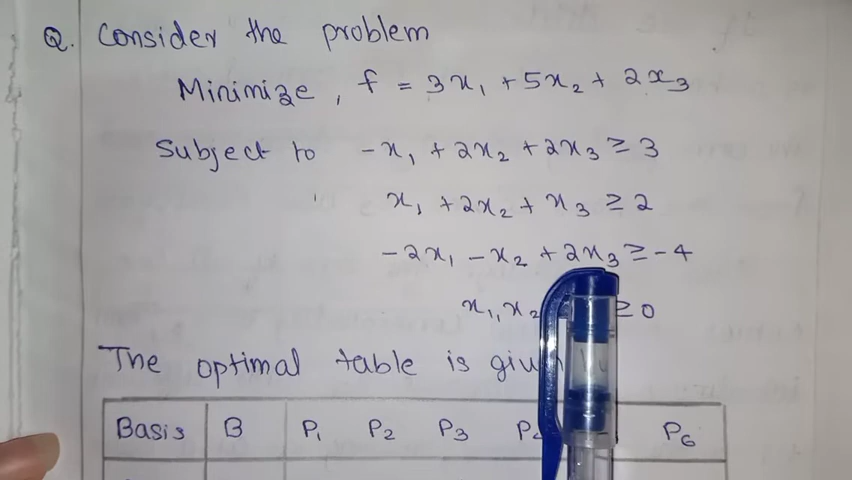 Q. Consider the problem
Minimize, f = 3x₁ + 5x₂ + 2x₃
Subject to -x₁ + 2x₂ + 2x₃ ≥ 3
x₁ + 2x₂ + x₃ ≥ 2
-2x₁ - x₂ + 2x₃ ≥ -4
x₁, x₂ ≥ 0
The optimal table is
Basis B P₁ P₂ P₃ P₆